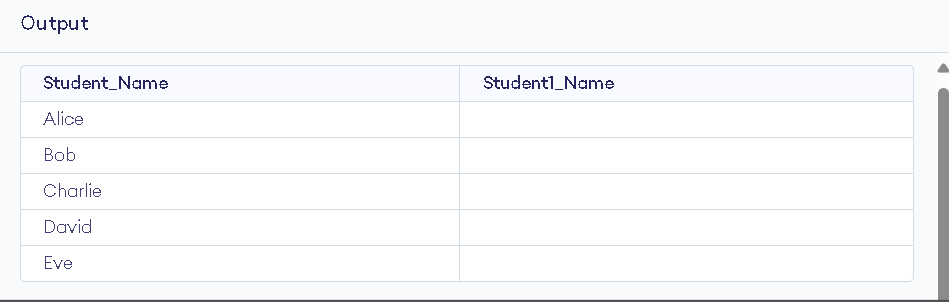 Output
Student_Name Student1_Name
Alice
Bob
Charlie
David
Eve